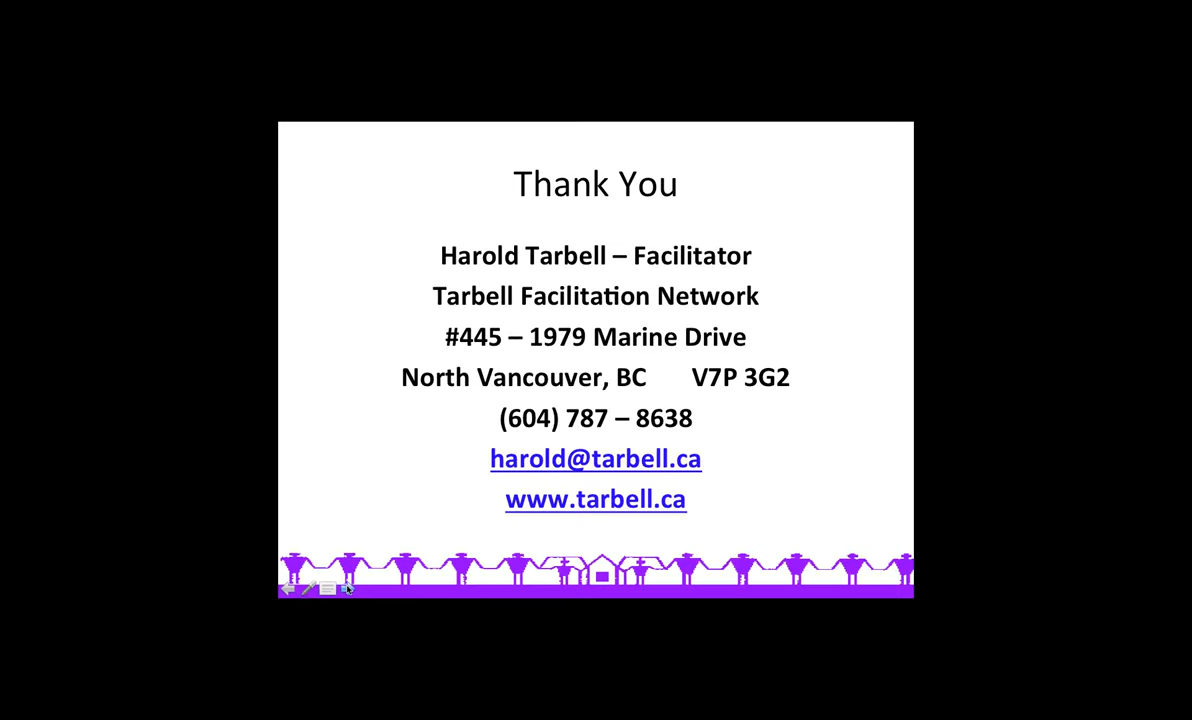 Thank You
Harold Tarbell – Facilitator
Tarbell Facilitation Network
#445 – 1979 Marine Drive
North Vancouver, BC V7P 3G2
(604) 787 – 8638
harold@tarbell.ca
www.tarbell.ca